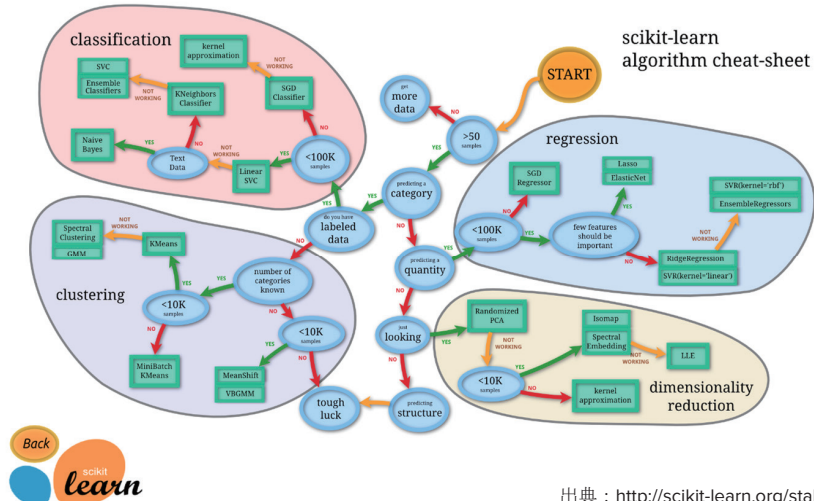 scikit-learn
algorithm cheat-sheet
START
classification
kernel
approximation
NOT
WORKING
SVC
Ensemble
Classifiers
NOT
WORKING
KNeighbors
Classifier
SGD
Classifier
NO
NO
Naive
Bayes
YES
Text
Data
NOT
WORKING
Linear
SVC
YES
<100K
samples
YES
get
more
data
NO
>50
samples
YES
predicting a
category
YES
do you have
labeled
data
NO
NO
predicting a
quantity
YES
NO
just
looking
YES
NO
predicting
structure
tough
luck
regression
SGD
Regressor
NO
<100K
samples
YES
few features
should be
important
YES
Lasso
ElasticNet
NO
RidgeRegression
SVR(kernel='linear')
NOT
WORKING
SVR(kernel='rbf')
EnsembleRegressors
clustering
Spectral
Clustering
GMM
NOT
WORKING
KMeans
YES
<10K
samples
YES
number of
categories
known
NO
NO
MiniBatch
KMeans
<10K
samples
YES
NO
MeanShift
VBGMM
dimensionality
reduction
Randomized
PCA
NOT
WORKING
<10K
samples
YES
NO
Isomap
Spectral
Embedding
NOT
WORKING
LLE
kernel
approximation
Back
scikit
learn
出典：http://scikit-learn.org/sta